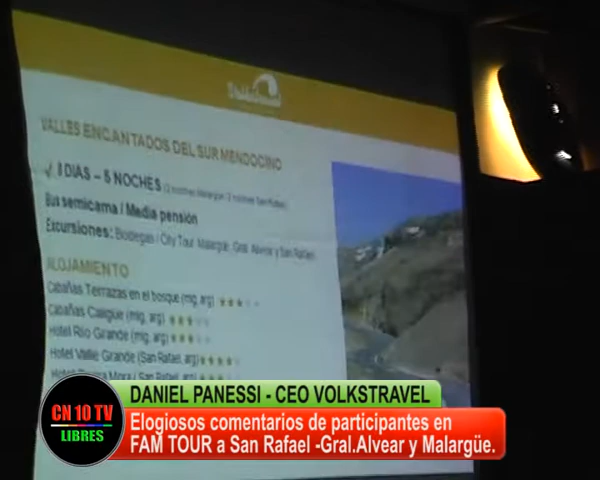 VALLES ENCANTADOS DEL SUR MENDOCINO
8 DIAS – 5 NOCHES
Bus semicama / Media pensión
Excursiones: Bodegas / City Tour Malargüe, Gral. Alvear y San Rafael
ALOJAMIENTO
Cabañas Terrazas en el bosque (mlg, arg)
Cabañas Caligüe (mlg, arg)
Hotel Rio Grande (mlg, arg)
Hotel Valle Grande (San Rafael, arg)
CN 10 TV
LIBRES
DANIEL PANESSI - CEO VOLKSTRAVEL
Elogiosos comentarios de participantes en
FAM TOUR a San Rafael -Gral.Alvear y Malargüe.